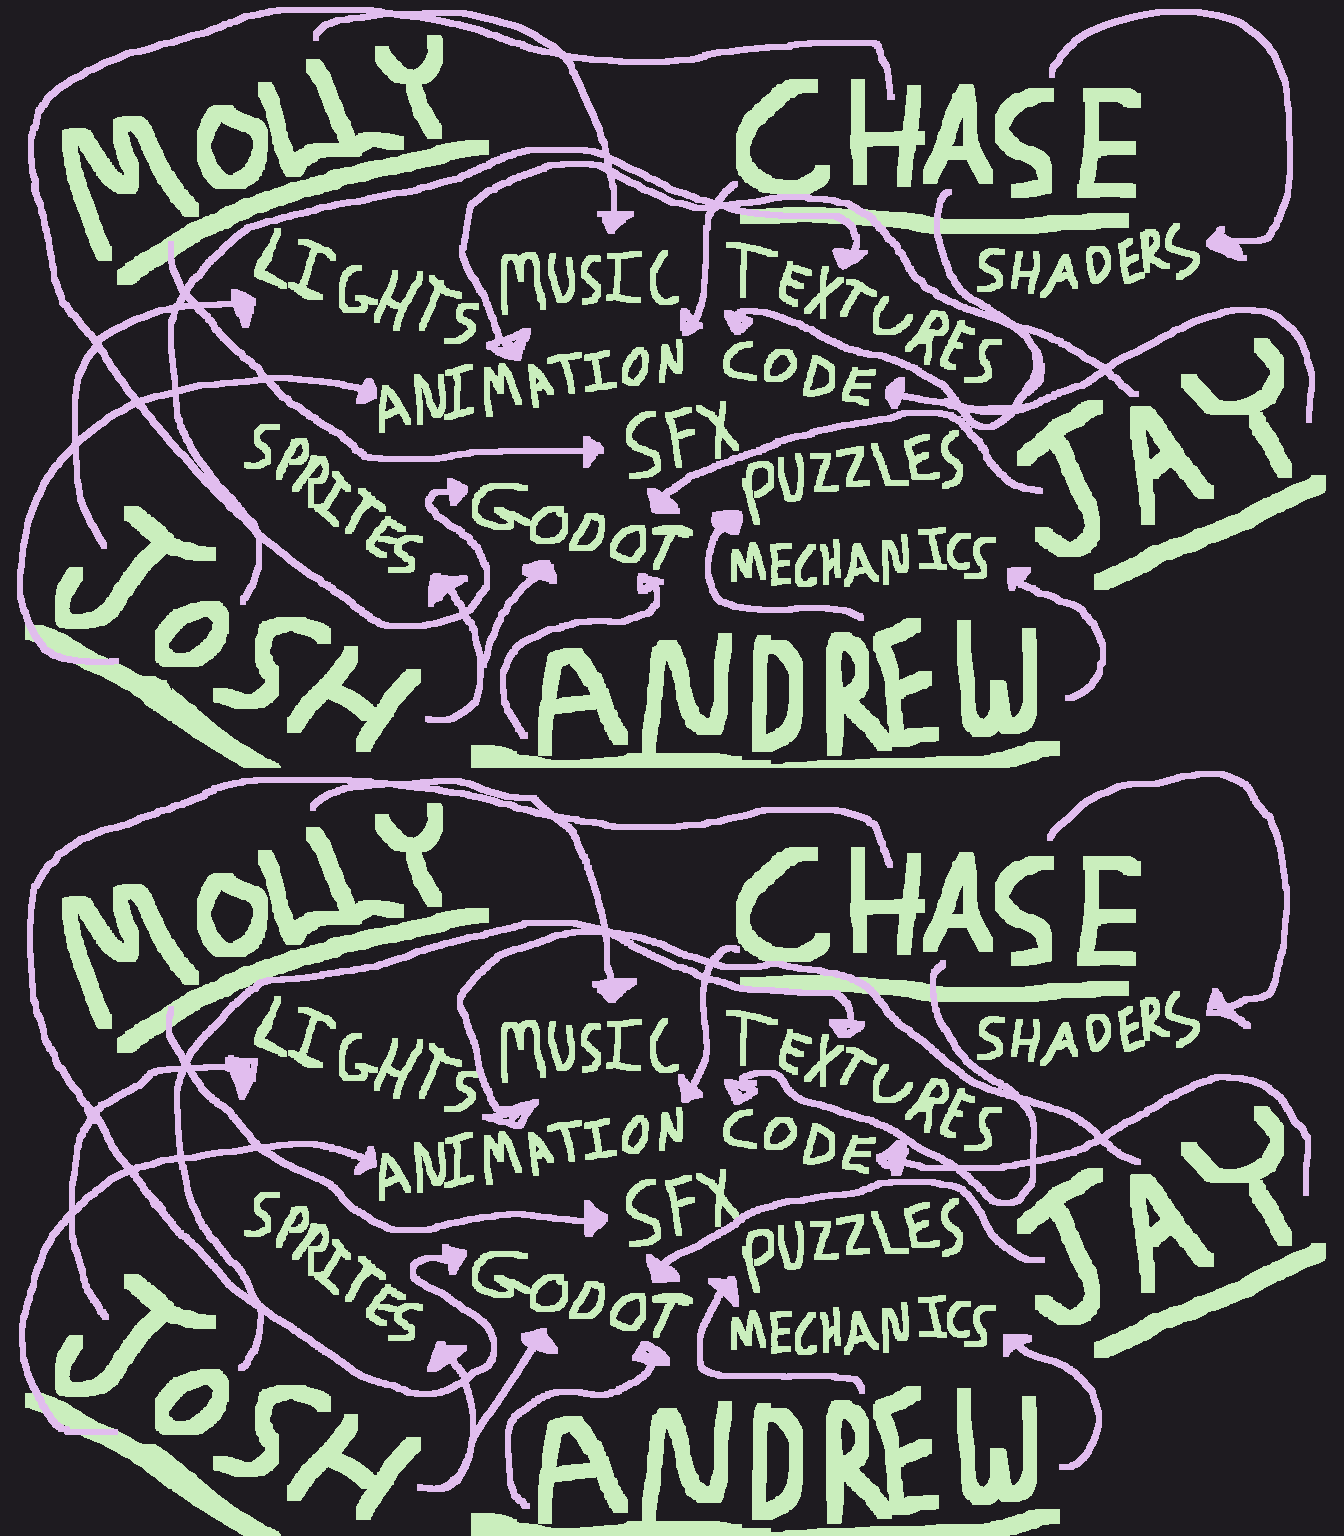 MOLLY
CHASE
LIGHTS
MUSIC
TEXTURES
SHADERS
ANIMATION
CODE
SFX
JAY
SPRITES
GODOT
PUZZLES
MECHANICS
JOSH
ANDREW
MOLLY
CHASE
LIGHTS
MUSIC
TEXTURES
SHADERS
ANIMATION
CODE
SFX
JAY
SPRITES
GODOT
PUZZLES
MECHANICS
JOSH
ANDREW